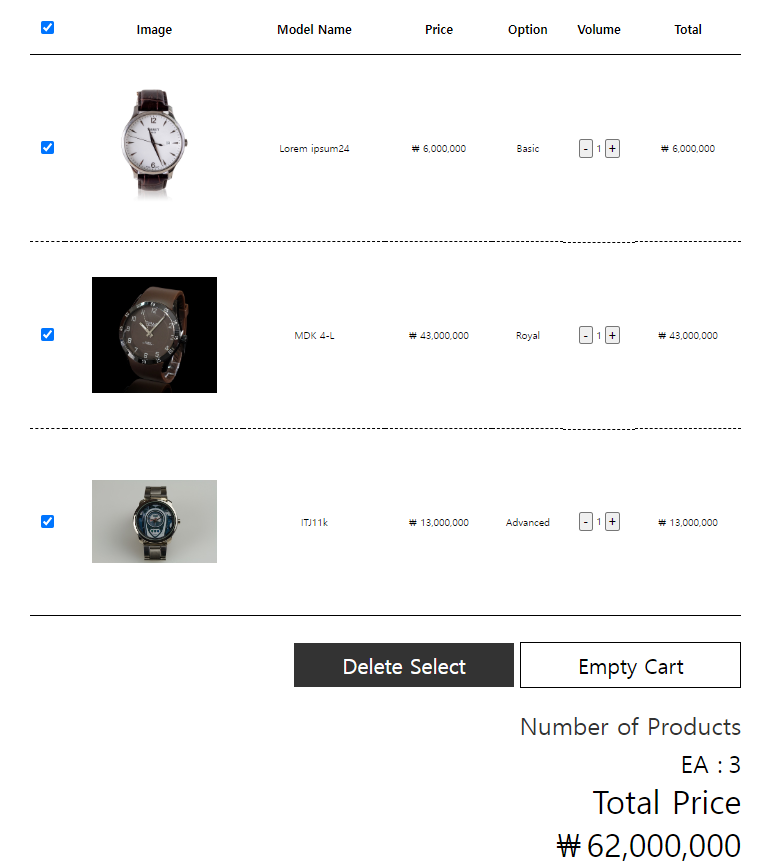 Image Model Name Price Option Volume Total
Lorem ipsum24 ₩ 6,000,000 Basic - 1 + ₩ 6,000,000
MDK 4-L ₩ 43,000,000 Royal - 1 + ₩ 43,000,000
ITJ11k ₩ 13,000,000 Advanced - 1 + ₩ 13,000,000
Delete Select Empty Cart
Number of Products
EA : 3
Total Price
₩ 62,000,000